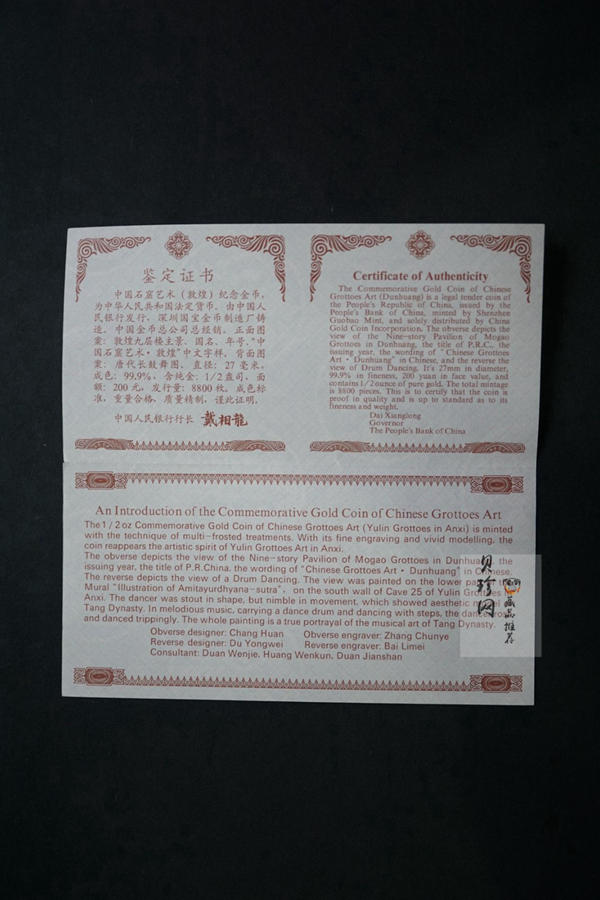 鉴定证书
中国石窟艺术（敦煌）纪念金币，
为中华人民共和国法定货币。由中国人
民银行发行，深圳国宝金币制造厂铸
造，中国金币总公司总经销。正面图
案：敦煌九层楼主景、国名、年号、“中
国石窟艺术·敦煌”中文字样。背面图
案：唐代长鼓舞图。直径：27毫米。
成色：99.9%。含纯金：1/2盎司。面
额：200元。发行量：8800枚。成色标
准，重量合格，质量精制，谨此证明。
中国人民银行行长 戴相龍
Certificate of Authenticity
The Commemorative Gold Coin of Chinese
Grottoes Art (Dunhuang) is a legal tender coin of
the People's Republic of China, issued by the
People's Bank of China, minted by Shenzhen
Guobao Mint, and solely distributed by China
Gold Coin Incorporation. The obverse depicts the
view of the Nine-story Pavilion of Mogao
Grottoes in Dunhuang, the title of P.R.C., the
issuing year, the wording of "Chinese Grottoes
Art · Dunhuang" in Chinese, and the reverse the
view of Drum Dancing. It's 27mm in diameter,
99.9% in fineness, 200 yuan in face value, and
contains 1/2 ounce of pure gold. The total mintage
is 8800 pieces. This is to certify that the coin is
proof in quality and is up to standard as to its
fineness and weight.
Dai Xianglong
Governor
The People's Bank of China
An Introduction of the Commemorative Gold Coin of Chinese Grottoes Art
The 1/2 oz Commemorative Gold Coin of Chinese Grottoes Art (Yulin Grottoes in Anxi) is minted
with the technique of multi-frosted treatments. With its fine engraving and vivid modelling, the
coin reappears the artistic spirit of Yulin Grottoes Art in Anxi.
The obverse depicts the view of the Nine-story Pavilion of Mogao Grottoes in Dunhuang, the
issuing year, the title of P.R.China, the wording of "Chinese Grottoes Art · Dunhuang" in Chinese.
The reverse depicts the view of a Drum Dancing. The view was painted on the lower part of the
Mural "Illustration of Amitayurdhyana-sutra", on the south wall of Cave 25 of Yulin Grottoes in
Anxi. The dancer was stout in shape, but nimble in movement, which showed aesthetic of
Tang Dynasty. In melodious music, carrying a dance drum and dancing with steps, the dancer
and danced trippingly. The whole painting is a true portrayal of the musical art of Tang Dynasty.
Obverse designer: Chang Huan Obverse engraver: Zhang Chunye
Reverse designer: Du Yongwei Reverse engraver: Bai Limei
Consultant: Duan Wenjie, Huang Wenkun, Duan Jianshan
贝珍网
藏品推荐